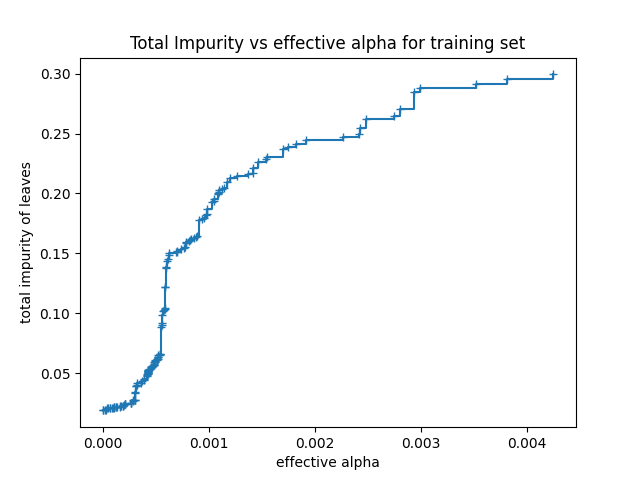 Total Impurity vs effective alpha for training set
total impurity of leaves
0.30
0.25
0.20
0.15
0.10
0.05
0.000 0.001 0.002 0.003 0.004
effective alpha